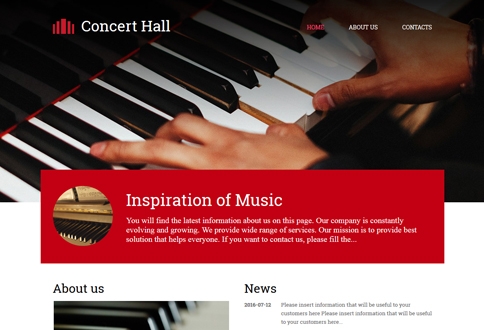 Concert Hall
HOME ABOUT US CONTACTS
Inspiration of Music
You will find the latest information about us on this page. Our company is constantly
evolving and growing. We provide wide range of services. Our mission is to provide best
solution that helps everyone. If you want to contact us, please fill the...
About us
News
2016-07-12 Please insert information that will be useful to your
customers here Please insert information that will be useful
to your customers here...